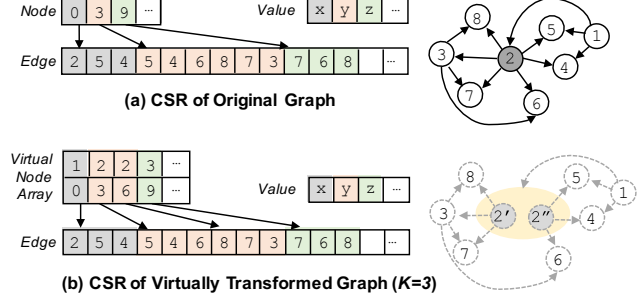 Node 0 3 9 ... Value x y z ...
Edge 2 5 4 5 4 6 8 7 3 7 6 8 ...
(a) CSR of Original Graph
8 5 1 3 2 4 7 6
Virtual 1 2 2 3 ...
Node 0 3 6 9 ... Value x y z ...
Array
Edge 2 5 4 5 4 6 8 7 3 7 6 8 ...
(b) CSR of Virtually Transformed Graph (K=3)
8 5 1 3 2' 2" 4 7 6